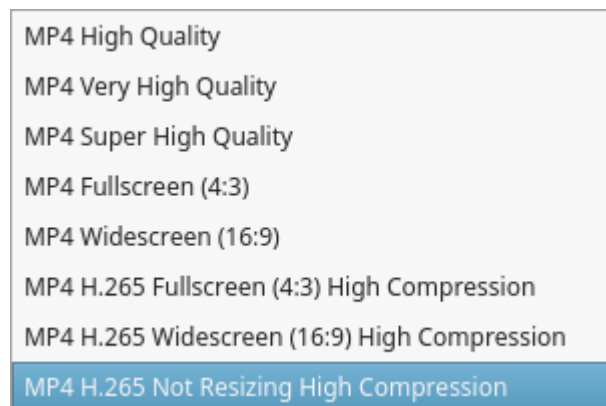 MP4 High Quality
MP4 Very High Quality
MP4 Super High Quality
MP4 Fullscreen (4:3)
MP4 Widescreen (16:9)
MP4 H.265 Fullscreen (4:3) High Compression
MP4 H.265 Widescreen (16:9) High Compression
MP4 H.265 Not Resizing High Compression